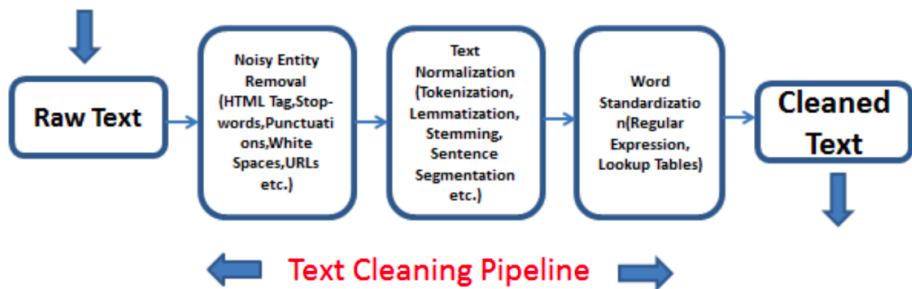 Raw Text
Noisy Entity
Removal
(HTML Tag,Stop-
words,Punctuati
ons,White
Spaces,URLs
etc.)
Text
Normalization
(Tokenization,
Lemmatization,
Stemming,
Sentence
Segmentation
etc.)
Word
Standardizatio
n(Regular
Expression,
Lookup Tables)
Cleaned
Text
Text Cleaning Pipeline